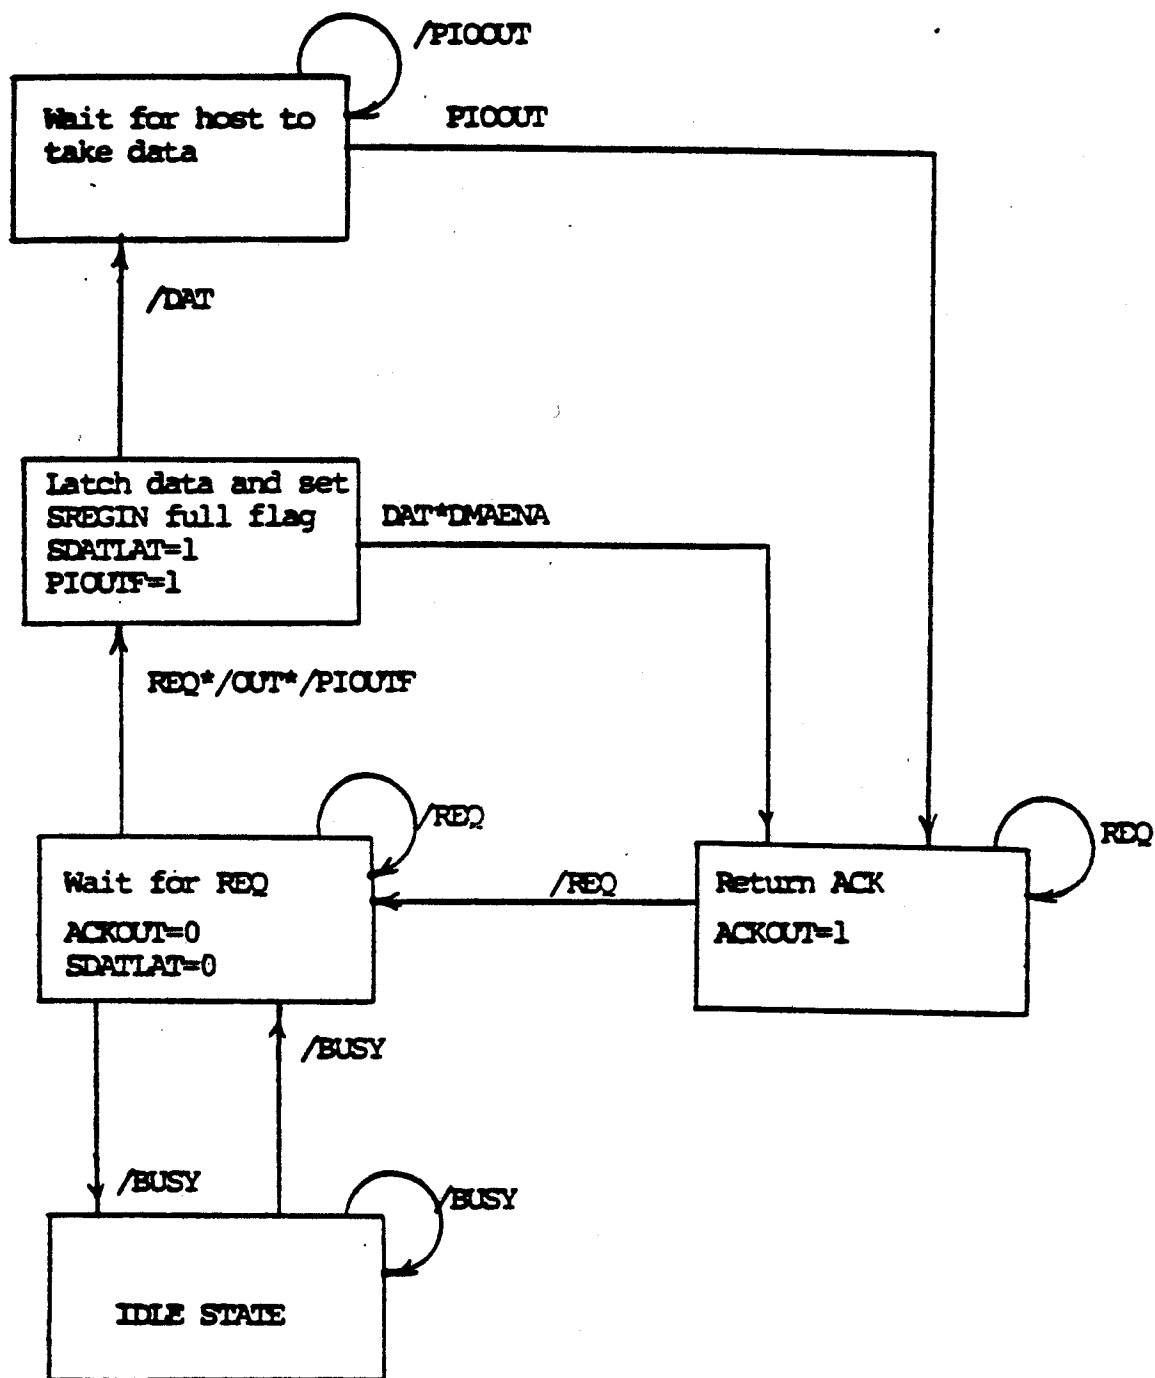 /PIOOUT
Wait for host to
take data
PIOOUT
/DAT
Latch data and set
SREGIN full flag
SDATLAT=1
PIOUTF=1
DAT*DMAENA
REQ*/OUT*/PIOUTF
/REQ
Wait for REQ
ACKOUT=0
SDATLAT=0
/REQ
Return ACK
ACKOUT=1
REQ
/BUSY
/BUSY
/BUSY
IDLE STATE